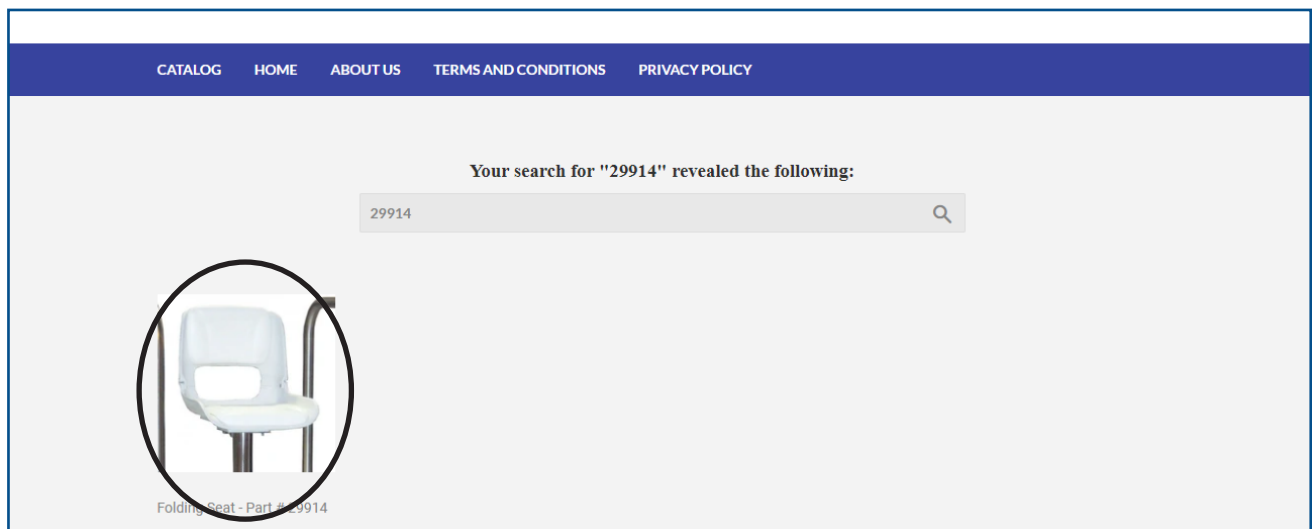 CATALOG HOME ABOUT US TERMS AND CONDITIONS PRIVACY POLICY
Your search for "29914" revealed the following:
29914
Folding Seat - Part # 29914